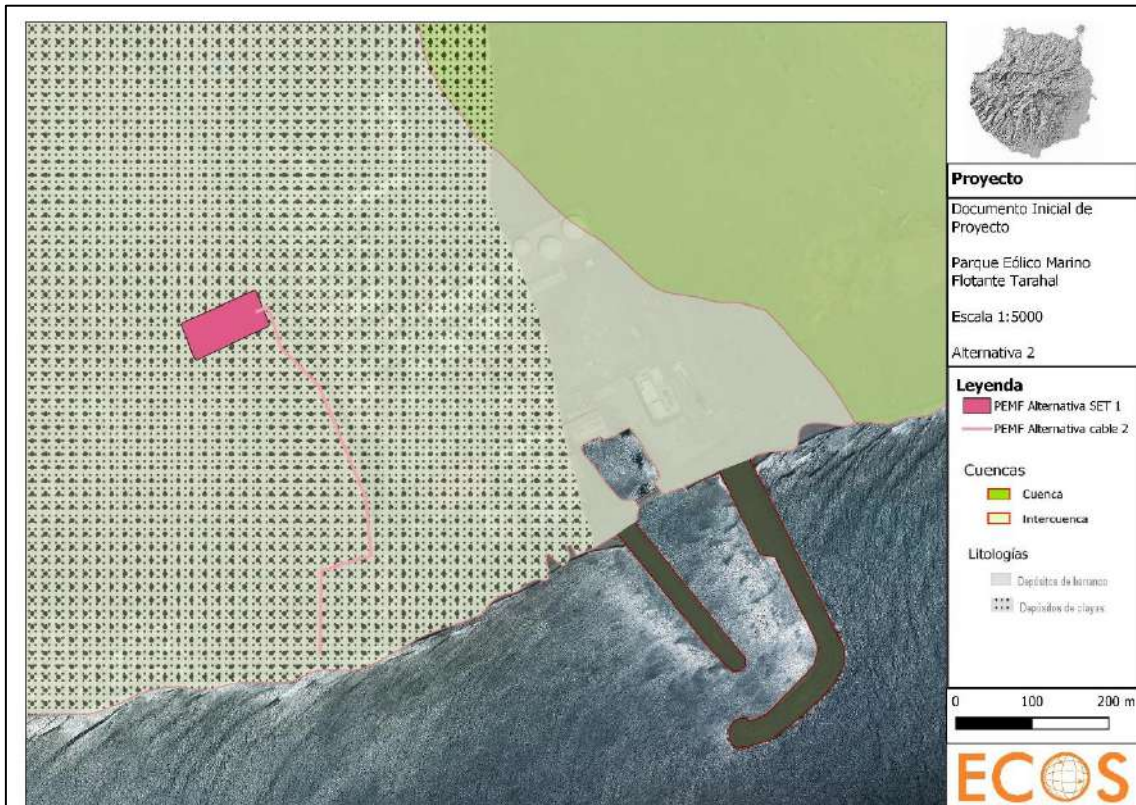 Proyecto
Documento Inicial de
Proyecto
Parque Eólico Marino
Flotante Tarahal
Escala 1:5000
Alternativa 2
Leyenda
PEMF Alternativa SET 1
PEMF Alternativa cable 2
Cuencas
Cuenca
Intercuenca
Litologías
Depósitos de barranco
Depósitos de playas
0 100 200 m
ECOS